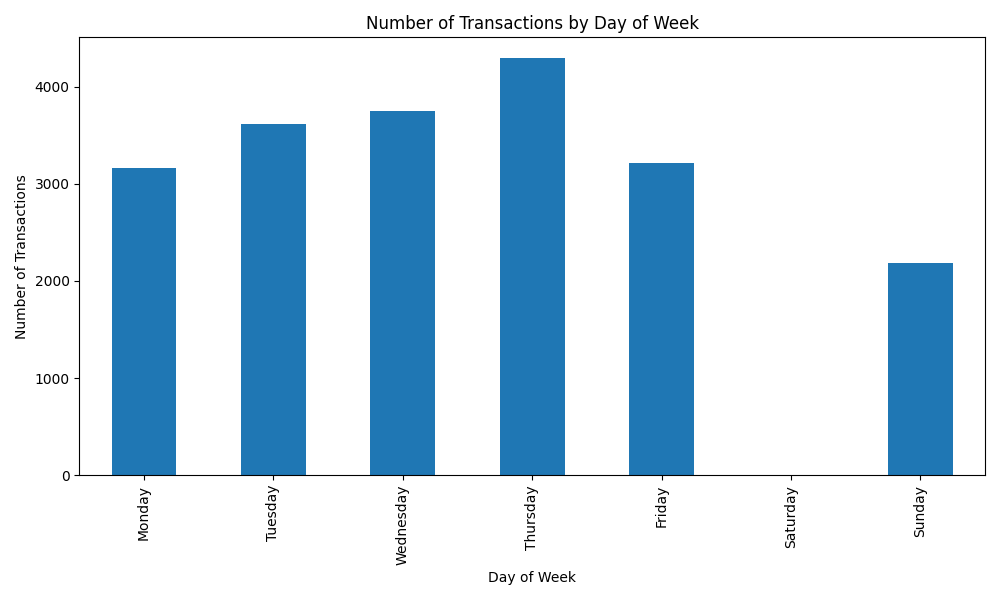 Number of Transactions by Day of Week
Number of Transactions
4000
3000
2000
1000
0
Monday
Tuesday
Wednesday
Thursday
Friday
Saturday
Sunday
Day of Week